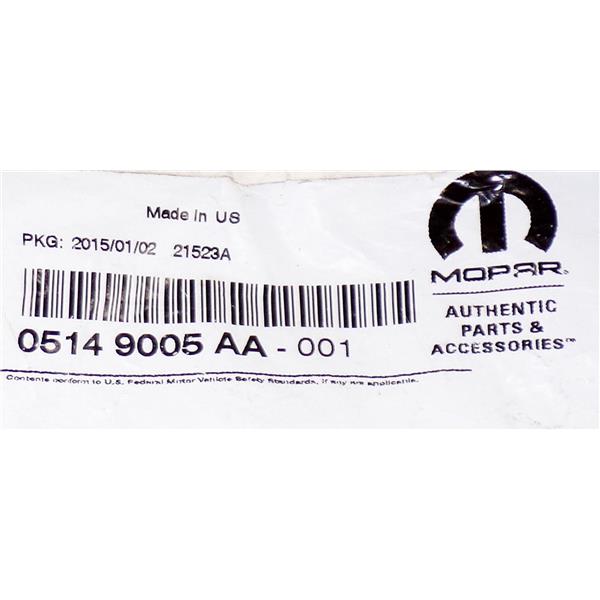 Made in US
PKG: 2015/01/02 21523A
0514 9005 AA - 001
Contents conform to U.S. Federal Motor Vehicle Safety Standards, if any are applicable.
MOPAR®
AUTHENTIC
PARTS &
ACCESSORIES™